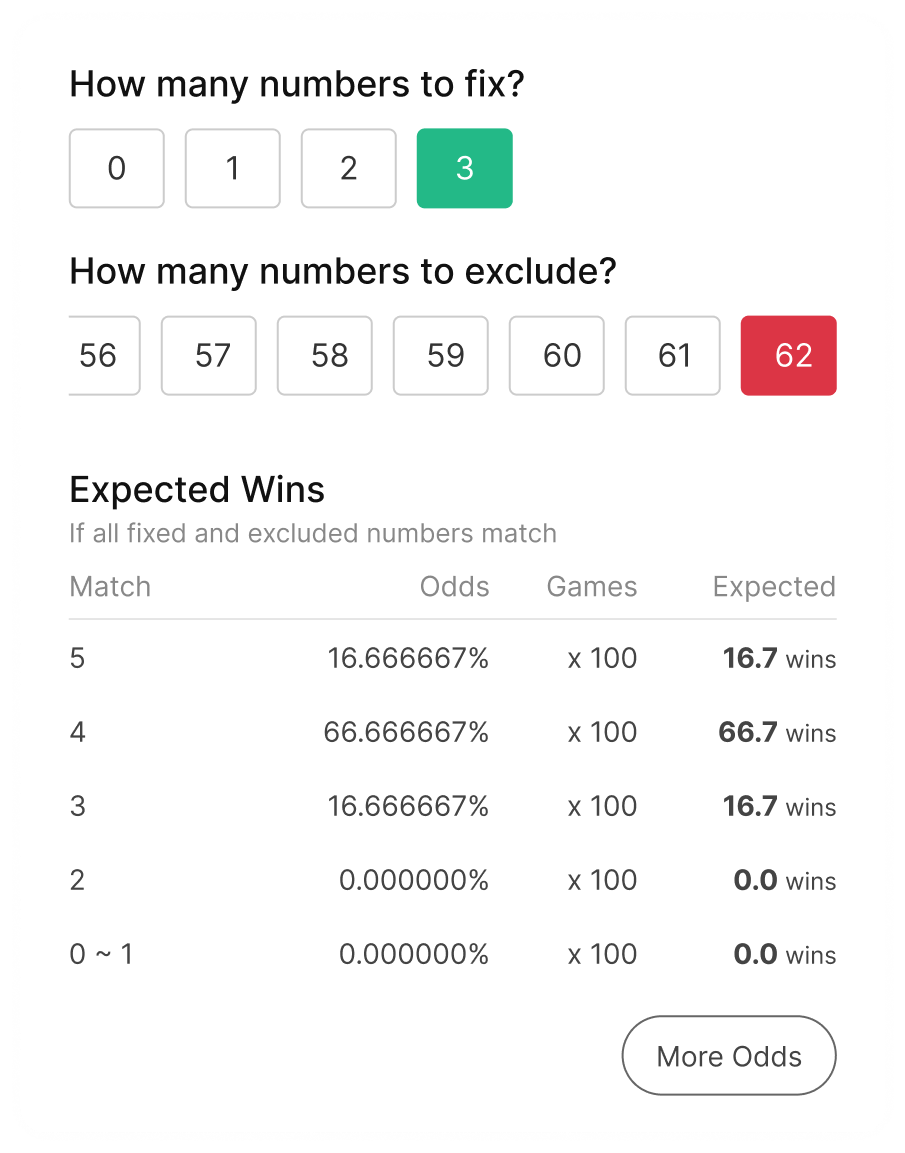 How many numbers to fix?
0 1 2 3
How many numbers to exclude?
56 57 58 59 60 61 62
Expected Wins
If all fixed and excluded numbers match
Match Odds Games Expected
5 16.666667% x 100 16.7 wins
4 66.666667% x 100 66.7 wins
3 16.666667% x 100 16.7 wins
2 0.000000% x 100 0.0 wins
0 ~ 1 0.000000% x 100 0.0 wins
More Odds